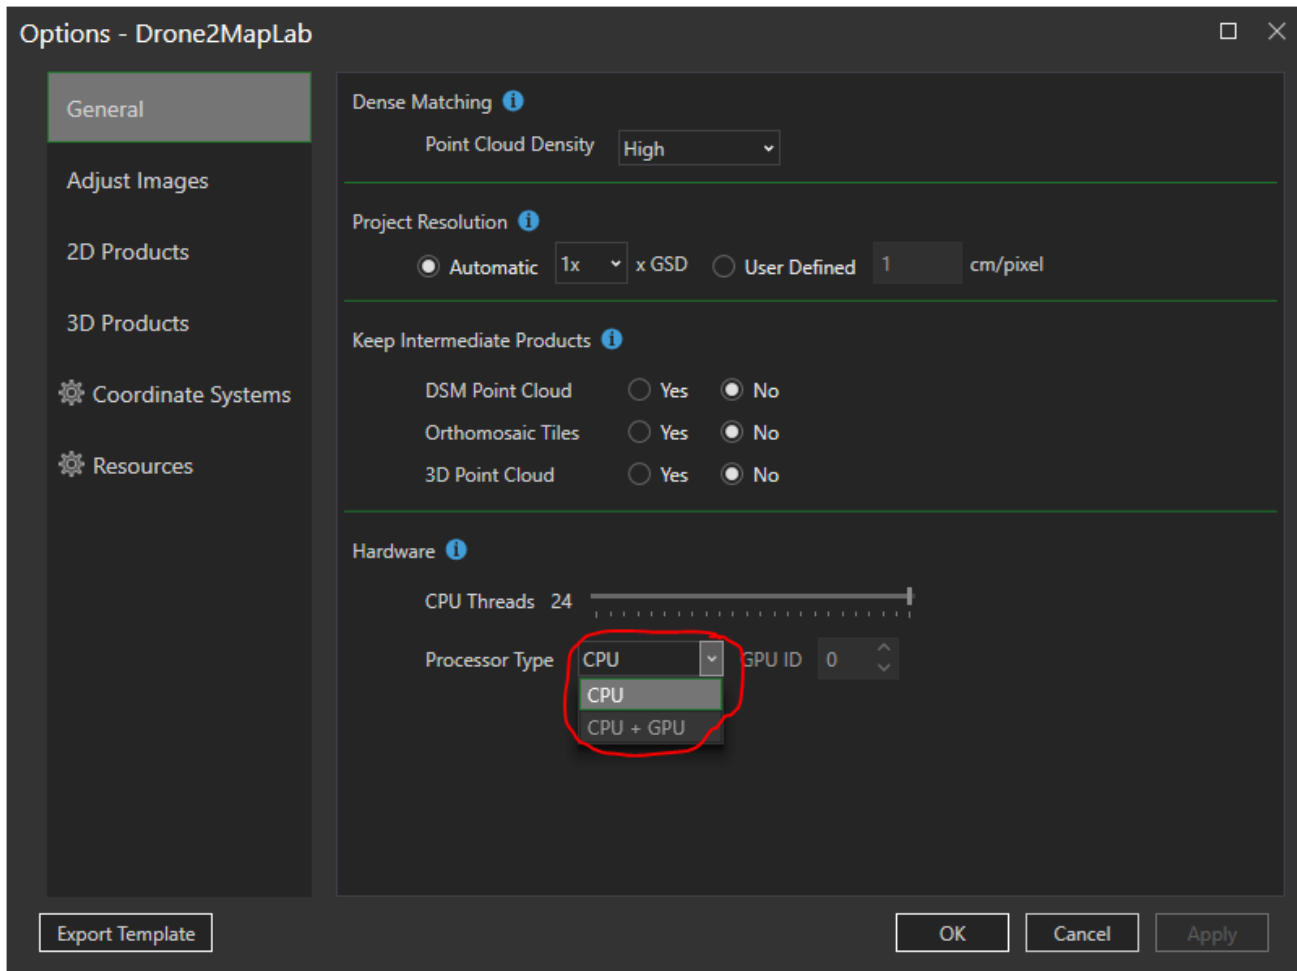 Options - Drone2MapLab
General
Adjust Images
2D Products
3D Products
Coordinate Systems
Resources
Dense Matching
Point Cloud Density High
Project Resolution
Automatic 1x x GSD User Defined 1 cm/pixel
Keep Intermediate Products
DSM Point Cloud Yes No
Orthomosaic Tiles Yes No
3D Point Cloud Yes No
Hardware
CPU Threads 24
Processor Type CPU GPU ID 0
CPU
CPU + GPU
Export Template OK Cancel Apply